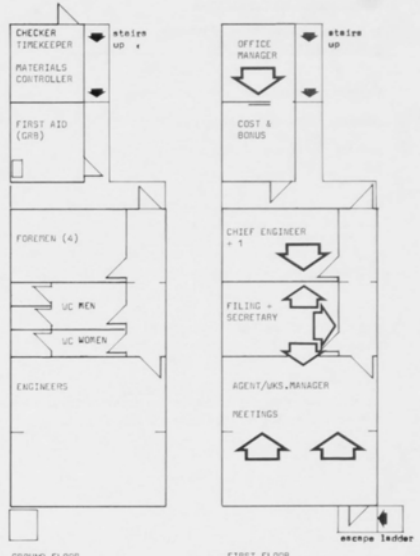 CHECKER
TIMEKEEPER
MATERIALS
CONTROLLER
stairs
up
FIRST AID
(GRB)
FOREMEN (4)
WC MEN
WC WOMEN
ENGINEERS
GROUND FLOOR
OFFICE
MANAGER
stairs
up
COST &
BONUS
CHIEF ENGINEER
+ 1
FILING +
SECRETARY
AGENT/WKS.MANAGER
MEETINGS
escape ladder
FIRST FLOOR